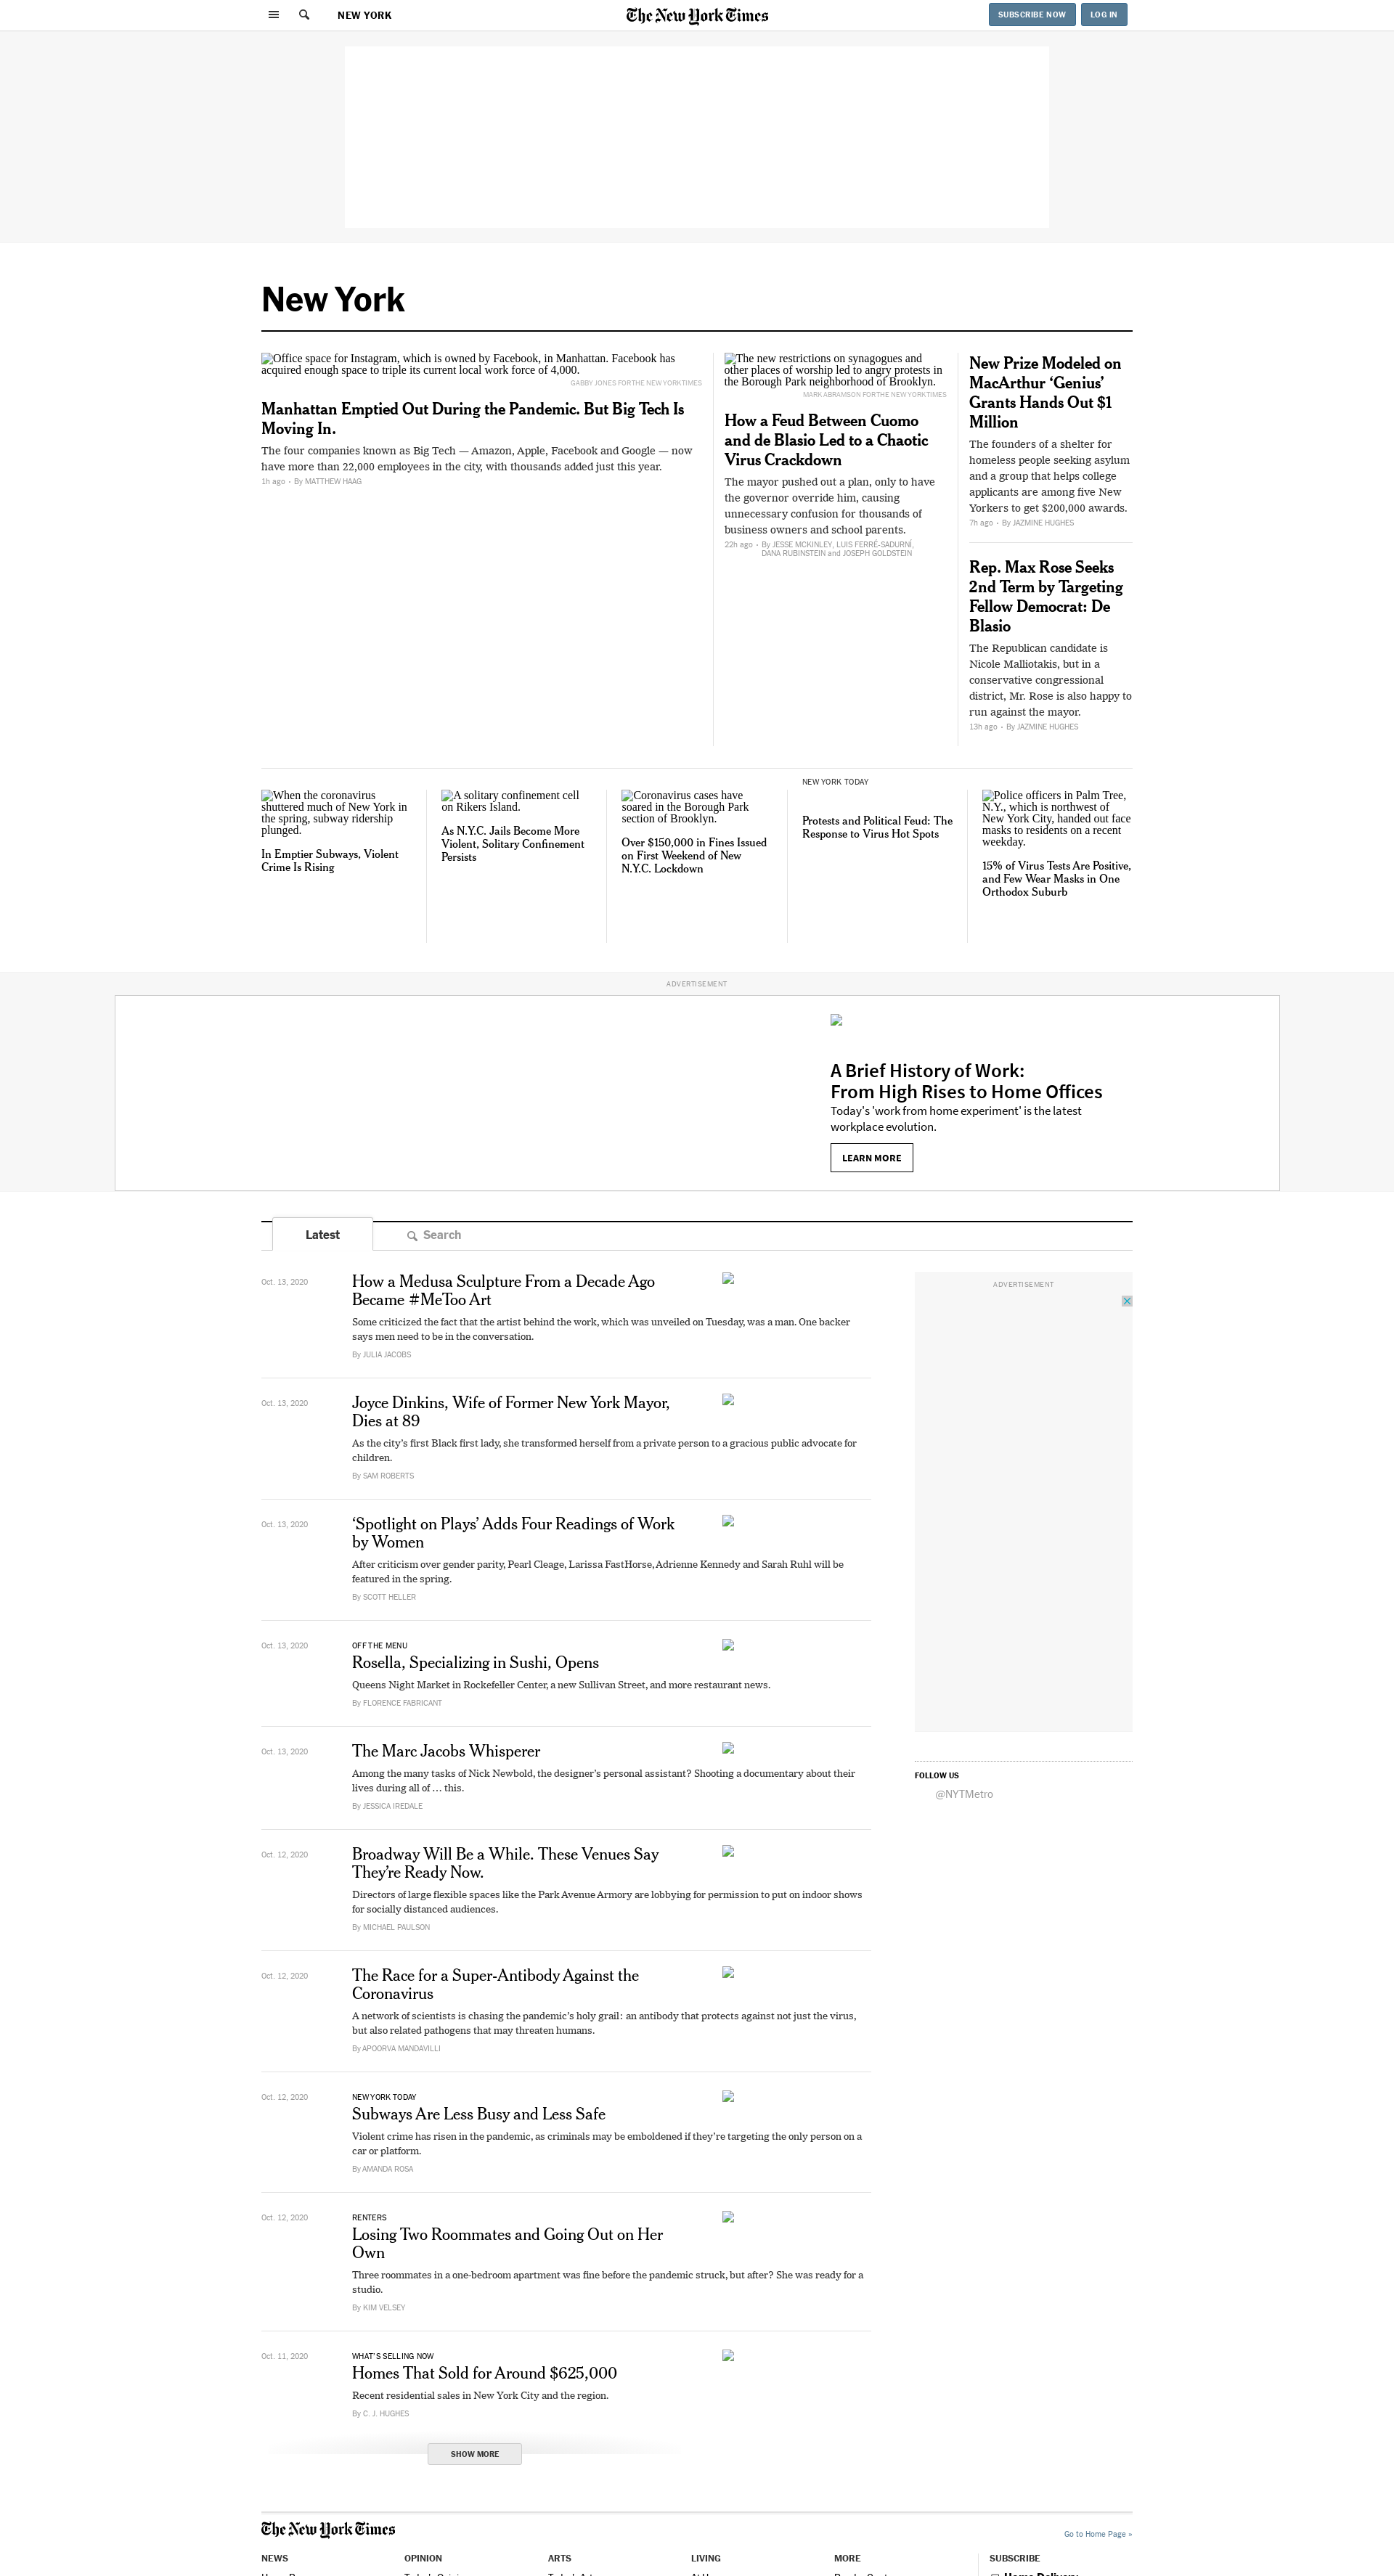 NEW YORK
The New York Times
SUBSCRIBE NOW
LOG IN
New York
Office space for Instagram, which is owned by Facebook, in Manhattan. Facebook has
acquired enough space to triple its current local work force of 4,000.
GABBY JONES FOR THE NEW YORK TIMES
Manhattan Emptied Out During the Pandemic. But Big Tech Is
Moving In.
The four companies known as Big Tech — Amazon, Apple, Facebook and Google — now
have more than 22,000 employees in the city, with thousands added just this year.
1h ago • By MATTHEW HAAG
The new restrictions on synagogues and
other places of worship led to angry protests in
the Borough Park neighborhood of Brooklyn.
MARK ABRAMSON FOR THE NEW YORK TIMES
How a Feud Between Cuomo
and de Blasio Led to a Chaotic
Virus Crackdown
The mayor pushed out a plan, only to have
the governor override him, causing
unnecessary confusion for thousands of
business owners and school parents.
22h ago • By JESSE MCKINLEY, LUIS FERRÉ-SADURNÍ,
DANA RUBINSTEIN and JOSEPH GOLDSTEIN
New Prize Modeled on
MacArthur ‘Genius’
Grants Hands Out $1
Million
The founders of a shelter for
homeless people seeking asylum
and a group that helps college
applicants are among five New
Yorkers to get $200,000 awards.
7h ago • By JAZMINE HUGHES
Rep. Max Rose Seeks
2nd Term by Targeting
Fellow Democrat: De
Blasio
The Republican candidate is
Nicole Malliotakis, but in a
conservative congressional
district, Mr. Rose is also happy to
run against the mayor.
13h ago • By JAZMINE HUGHES
When the coronavirus
shuttered much of New York in
the spring, subway ridership
plunged.
In Emptier Subways, Violent
Crime Is Rising
A solitary confinement cell
on Rikers Island.
As N.Y.C. Jails Become More
Violent, Solitary Confinement
Persists
Coronavirus cases have
soared in the Borough Park
section of Brooklyn.
Over $150,000 in Fines Issued
on First Weekend of New
N.Y.C. Lockdown
NEW YORK TODAY
Protests and Political Feud: The
Response to Virus Hot Spots
Police officers in Palm Tree,
N.Y., which is northwest of
New York City, handed out face
masks to residents on a recent
weekday.
15% of Virus Tests Are Positive,
and Few Wear Masks in One
Orthodox Suburb
ADVERTISEMENT
A Brief History of Work:
From High Rises to Home Offices
Today's 'work from home experiment' is the latest
workplace evolution.
LEARN MORE
Latest
Search
Oct. 13, 2020
How a Medusa Sculpture From a Decade Ago
Became #MeToo Art
Some criticized the fact that the artist behind the work, which was unveiled on Tuesday, was a man. One backer
says men need to be in the conversation.
By JULIA JACOBS
ADVERTISEMENT
Oct. 13, 2020
Joyce Dinkins, Wife of Former New York Mayor,
Dies at 89
As the city’s first Black first lady, she transformed herself from a private person to a gracious public advocate for
children.
By SAM ROBERTS
Oct. 13, 2020
‘Spotlight on Plays’ Adds Four Readings of Work
by Women
After criticism over gender parity, Pearl Cleage, Larissa FastHorse, Adrienne Kennedy and Sarah Ruhl will be
featured in the spring.
By SCOTT HELLER
Oct. 13, 2020
OFF THE MENU
Rosella, Specializing in Sushi, Opens
Queens Night Market in Rockefeller Center, a new Sullivan Street, and more restaurant news.
By FLORENCE FABRICANT
Oct. 13, 2020
The Marc Jacobs Whisperer
Among the many tasks of Nick Newbold, the designer’s personal assistant? Shooting a documentary about their
lives during all of … this.
By JESSICA IREDALE
FOLLOW US
@NYTMetro
Oct. 12, 2020
Broadway Will Be a While. These Venues Say
They’re Ready Now.
Directors of large flexible spaces like the Park Avenue Armory are lobbying for permission to put on indoor shows
for socially distanced audiences.
By MICHAEL PAULSON
Oct. 12, 2020
The Race for a Super-Antibody Against the
Coronavirus
A network of scientists is chasing the pandemic’s holy grail: an antibody that protects against not just the virus,
but also related pathogens that may threaten humans.
By APOORVA MANDAVILLI
Oct. 12, 2020
NEW YORK TODAY
Subways Are Less Busy and Less Safe
Violent crime has risen in the pandemic, as criminals may be emboldened if they’re targeting the only person on a
car or platform.
By AMANDA ROSA
Oct. 12, 2020
RENTERS
Losing Two Roommates and Going Out on Her
Own
Three roommates in a one-bedroom apartment was fine before the pandemic struck, but after? She was ready for a
studio.
By KIM VELSEY
Oct. 11, 2020
WHAT’S SELLING NOW
Homes That Sold for Around $625,000
Recent residential sales in New York City and the region.
By C. J. HUGHES
SHOW MORE
The New York Times
Go to Home Page »
NEWS
OPINION
ARTS
LIVING
MORE
SUBSCRIBE